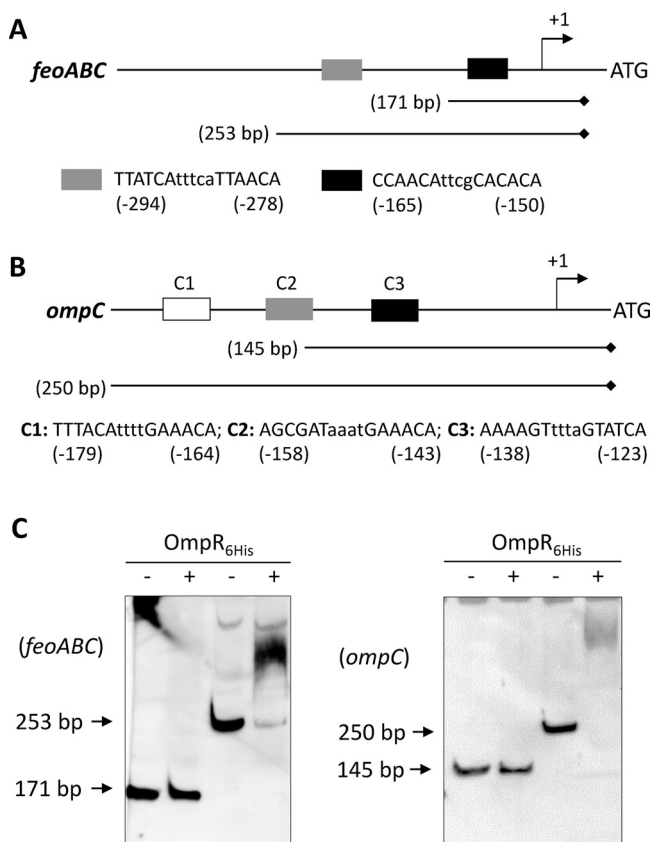 A
+1
feoABC
ATG
(171 bp)
(253 bp)
TTATCAtttcaTTAACA CCAACAttcgCACACA
(-294) (-278) (-165) (-150)
B
+1
C1 C2 C3
ompC
ATG
(145 bp)
(250 bp)
C1: TTTACAttttGAAACA; C2: AGCGATaaatGAAACA; C3: AAAAGTtttaGTATCA
(-179) (-164) (-158) (-143) (-138) (-123)
C
OmpR6His OmpR6His
- + - + - + - +
(feoABC) (ompC)
253 bp
250 bp
145 bp
171 bp